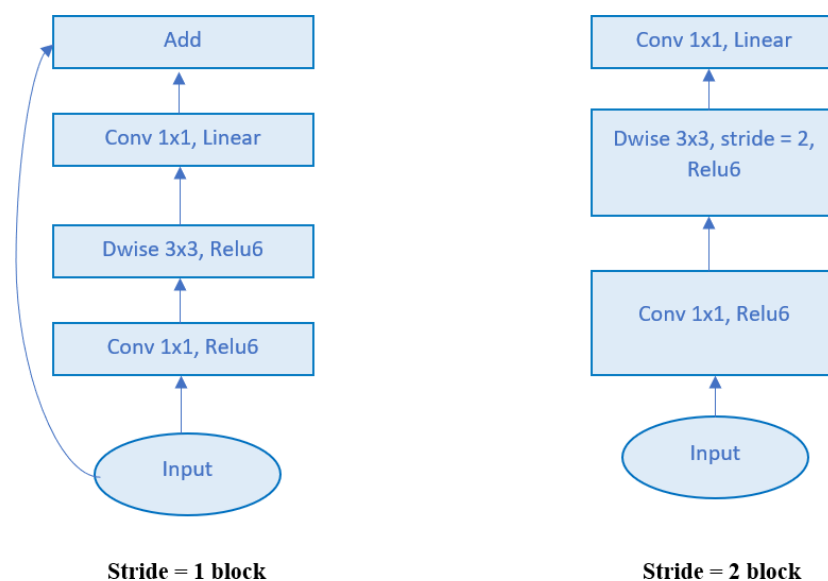 Add
Conv 1x1, Linear
Dwise 3x3, Relu6
Conv 1x1, Relu6
Input
Stride = 1 block
Conv 1x1, Linear
Dwise 3x3, stride = 2,
Relu6
Conv 1x1, Relu6
Input
Stride = 2 block